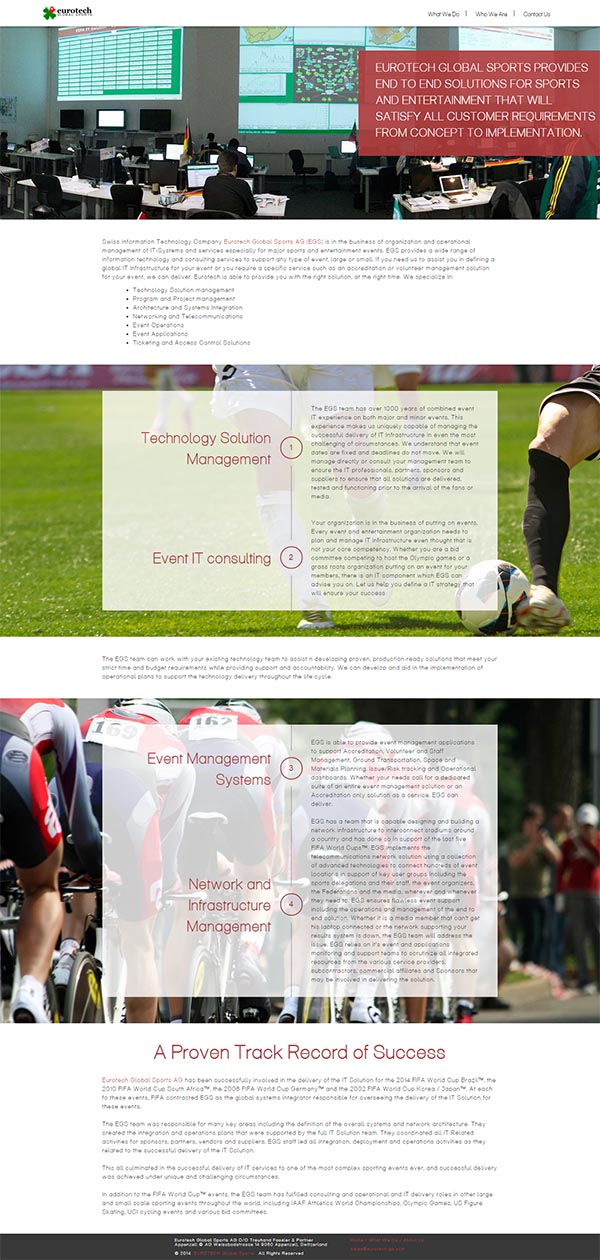 eurotech
GLOBAL SPORTS
What We Do | Who We Are | Contact Us
EUROTECH GLOBAL SPORTS PROVIDES
END TO END SOLUTIONS FOR SPORTS
AND ENTERTAINMENT THAT WILL
SATISFY ALL CUSTOMER REQUIREMENTS
FROM CONCEPT TO IMPLEMENTATION.
Swiss Information Technology Company Eurotech Global Sports AG (EGS) is in the business of organization and operational
management of IT-Systems and services especially for major sports and entertainment events. EGS provides a wide range of
information technology and consulting services to support any type of event, large or small. If you need us to assist you in defining a
global IT Infrastructure for your event or you require a specific service such as an accreditation or volunteer management solution
for your event, we can deliver. Eurotech is able to provide you with the right solution, at the right time. We specialize in:
• Technology Solution management
• Program and Project management
• Architecture and Systems Integration
• Networking and Telecommunications
• Event Operations
• Event Applications
• Ticketing and Access Control Solutions
Technology Solution
Management
1
The EGS team has over 1000 years of combined event
IT experience on both major and minor events. This
experience makes us uniquely capable of managing the
successful delivery of IT Infrastructure in even the most
challenging of circumstances. We understand that event
dates are fixed and deadlines do not move. We will
manage directly or consult your management team to
ensure the IT professionals, partners, sponsors and
suppliers to ensure that all solutions are delivered,
tested and functioning prior to the arrival of the fans or
media.
Event IT consulting
2
Your organization is in the business of putting on events.
Every event and entertainment organization needs to
plan and manage IT infrastructure even thought that is
not your core competency. Whether you are a bid
committee competing to host the Olympic games or a
grass roots organization putting on an event for your
members, there is an IT component which EGS can
advise you on. Let us help you define a IT strategy that
will ensure your success
The EGS team can work with your existing technology team to assist in developing proven, production-ready solutions that meet your
strict time and budget requirements while providing support and accountability. We can develop and aid in the implementation of
operational plans to support the technology delivery throughout the life cycle.
169
162
Event Management
Systems
3
EGS is able to provide event management applications
to support Accreditation, Volunteer and Staff
Management, Ground Transportation, Space and
Materials Planning, Issue/Risk tracking and Operational
dashboards. Whether your needs call for a dedicated
suite of an entire event management solution or an
Accreditation only solution as a service, EGS can
deliver.
Network and
Infrastructure
Management
4
EGS has a team that is capable designing and building a
network infrastructure to interconnect stadiums around
a country and has done so in support of the last five
FIFA World Cups™. EGS implements the
telecommunications network solution using a collection
of advanced technologies to connect hundreds of event
locations in support of key user groups including the
sports delegations and their staff, the event organizers,
the Federations and the media, wherever and whenever
they need to. EGS ensures flawless event support
including the operations and management of the end to
end solution. Whether it is a media member that can't get
his laptop connected or the network supporting your
results system is down, the EGS team will address the
issue. EGS relies on it's event and applications
monitoring and support teams to scrutinize all integrated
resources from the various service providers,
subcontractors, commercial affiliates and Sponsors that
may be involved in delivering the solution.
A Proven Track Record of Success
Eurotech Global Sports AG has been successfully involved in the delivery of the IT Solution for the 2014 FIFA World Cup Brazil™, the
2010 FIFA World Cup South Africa™, the 2006 FIFA World Cup Germany™ and the 2002 FIFA World Cup Korea / Japan™. At each
to these events, FIFA contracted EGS as the global systems integrator responsible for overseeing the delivery of the IT Solution for
these events.
The EGS team was responsible for many key areas including the definition of the overall systems and network architecture. They
created the integration and operations plans that were supported by the full IT Solution team. They coordinated all IT Related
activities for sponsors, partners, vendors and suppliers. EGS staff led all integration, deployment and operations activities as they
related to the successful delivery of the IT Solution.
This all culminated in the successful delivery of IT services to one of the most complex sporting events ever, and successful delivery
was achieved under unique and challenging circumstances.
In addition to the FIFA World Cup™ events, the EGS team has fulfilled consulting and operational and IT delivery roles in other large
and small scale sporting events throughout the world, including IAAF Athletics World Championships, Olympic Games, US Figure
Skating, UCI cycling events and various bid committees.
Eurotech Global Sports AG C/O Treuhand Fässler & Partner
Appenzell, © AG Weissbadstrasse 14 9050 Appenzell, Switzerland
© 2014 EUROTECH Global Sports All Rights Reserved
Home | What We Do | About Us